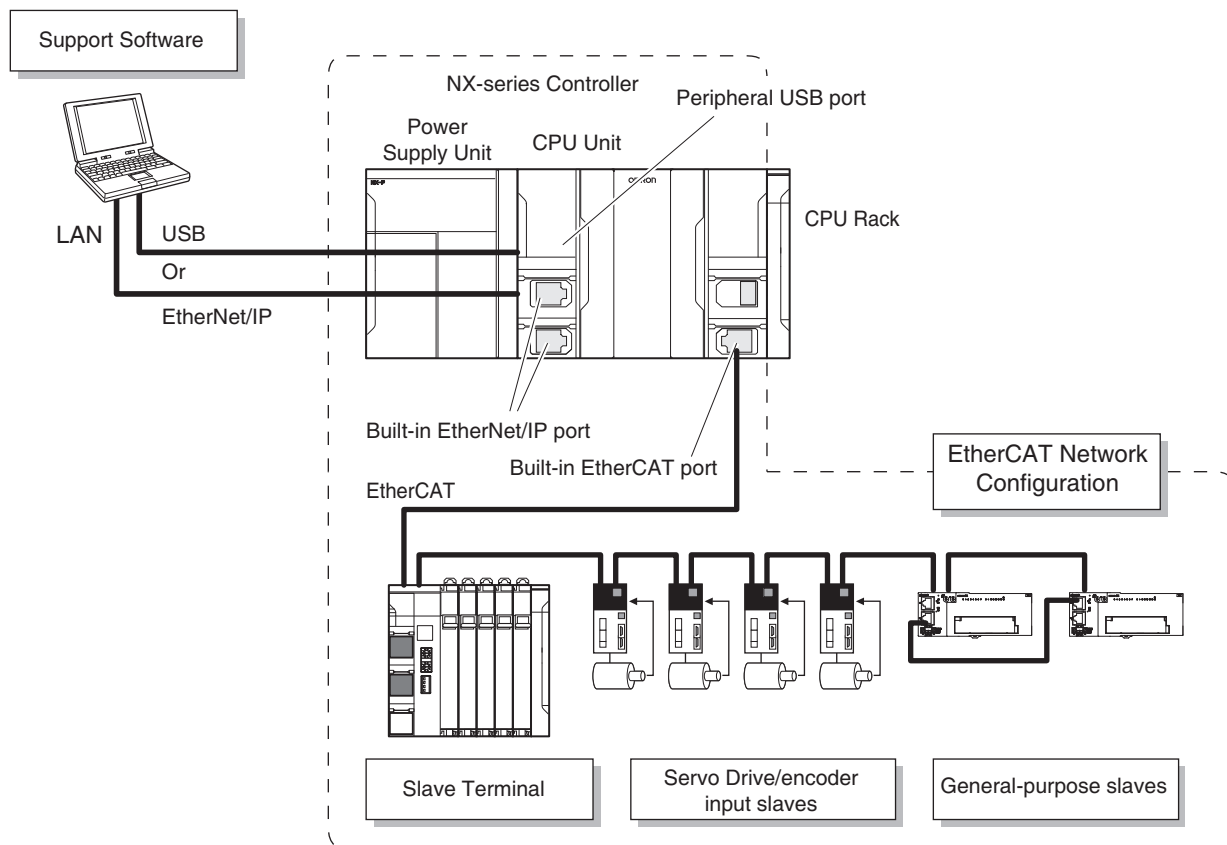 Support Software
NX-series Controller
Peripheral USB port
Power
Supply Unit
CPU Unit
CPU Rack
LAN
USB
Or
EtherNet/IP
Built-in EtherNet/IP port
Built-in EtherCAT port
EtherCAT
EtherCAT Network
Configuration
Slave Terminal
Servo Drive/encoder
input slaves
General-purpose slaves